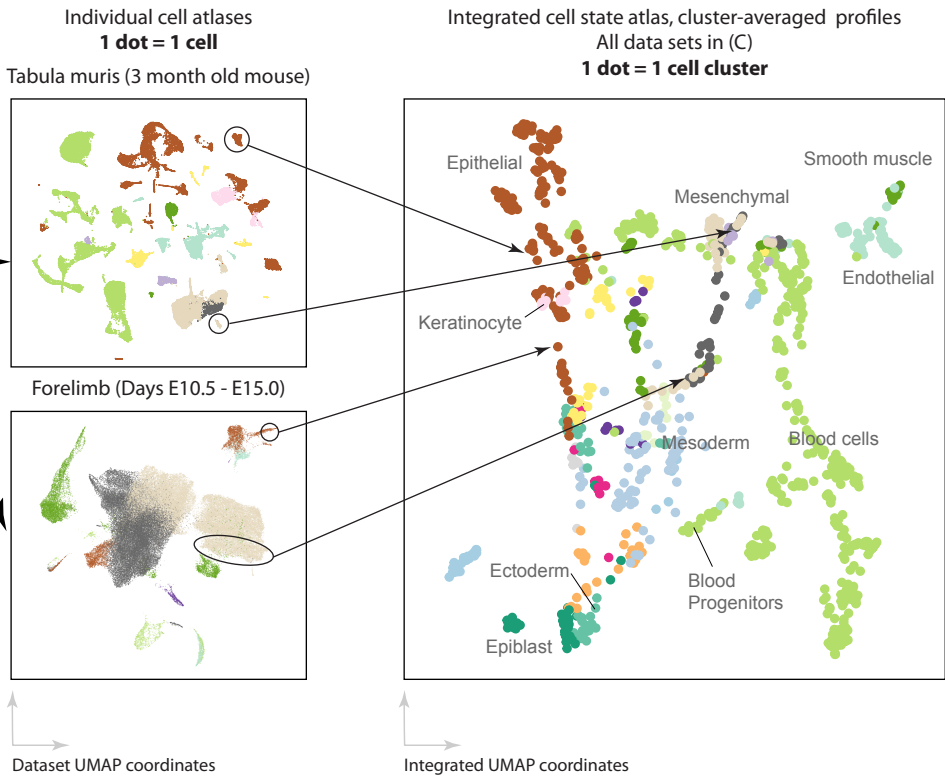 Individual cell atlases
1 dot = 1 cell
Tabula muris (3 month old mouse)
Forelimb (Days E10.5 - E15.0)
Dataset UMAP coordinates
Integrated cell state atlas, cluster-averaged profiles
All data sets in (C)
1 dot = 1 cell cluster
Epithelial
Smooth muscle
Mesenchymal
Endothelial
Keratinocyte
Mesoderm
Blood cells
Ectoderm
Blood
Progenitors
Epiblast
Integrated UMAP coordinates